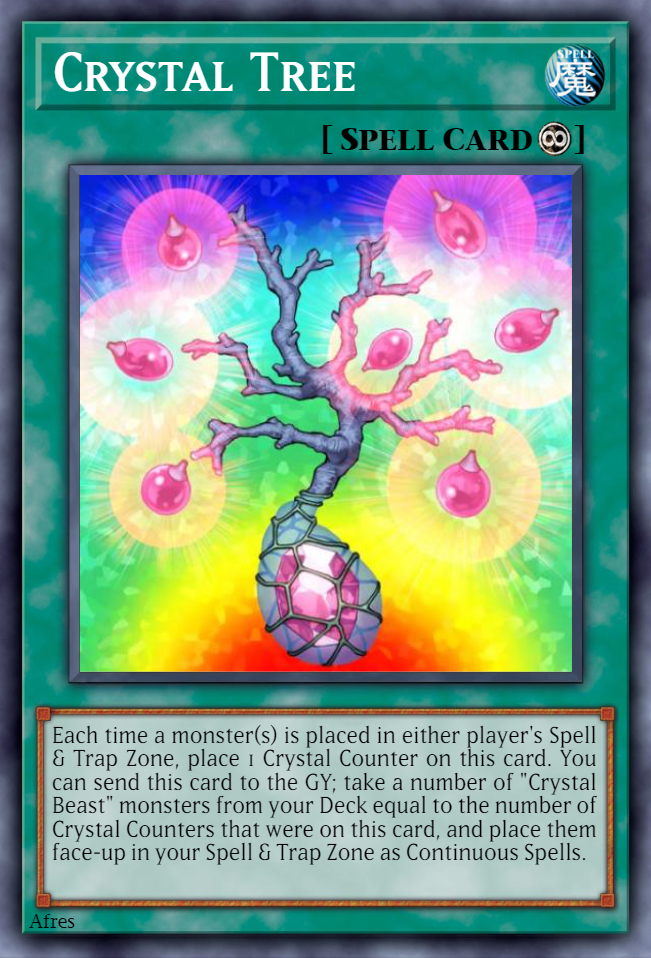 Crystal Tree
SPELL
魔
[ Spell Card ]
Each time a monster(s) is placed in either player's Spell
& Trap Zone, place 1 Crystal Counter on this card. You
can send this card to the GY; take a number of "Crystal
Beast" monsters from your Deck equal to the number of
Crystal Counters that were on this card, and place them
face-up in your Spell & Trap Zone as Continuous Spells.
Afres